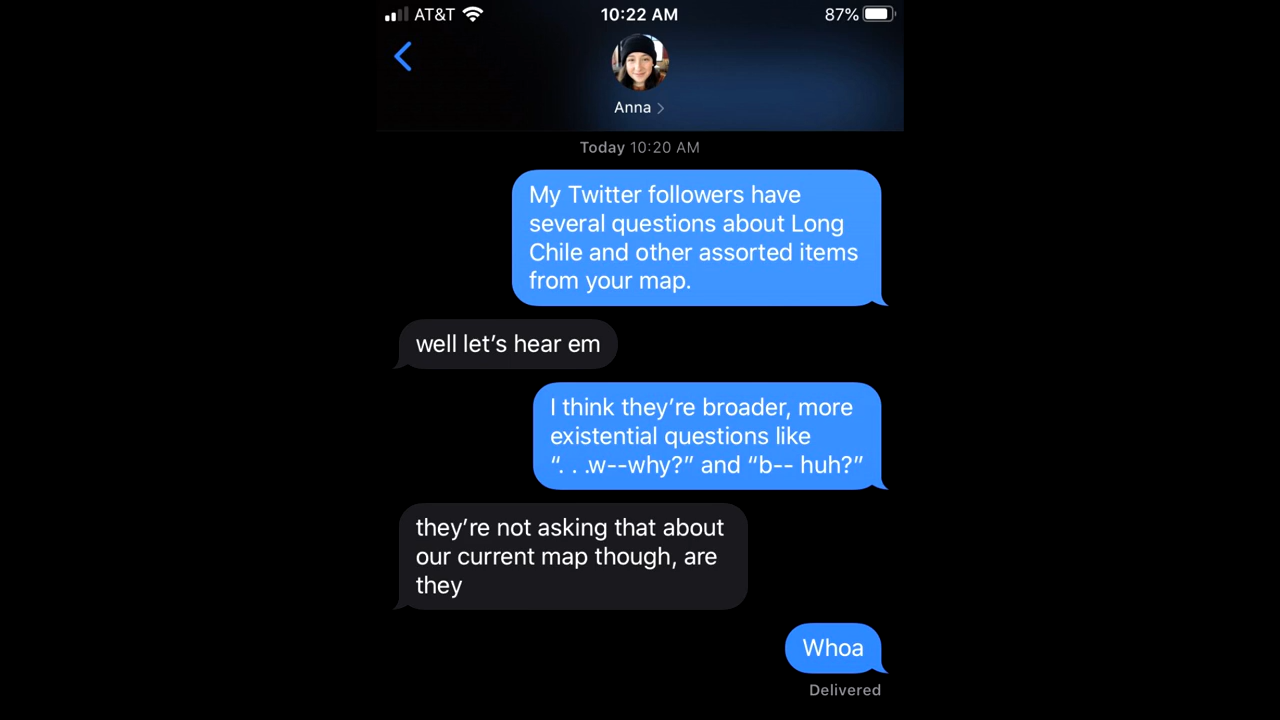 AT&T 10:22 AM 87%
Anna
Today 10:20 AM
My Twitter followers have
several questions about Long
Chile and other assorted items
from your map.
well let’s hear em
I think they’re broader, more
existential questions like
“. . .w--why?” and “b-- huh?”
they’re not asking that about
our current map though, are
they
Whoa
Delivered